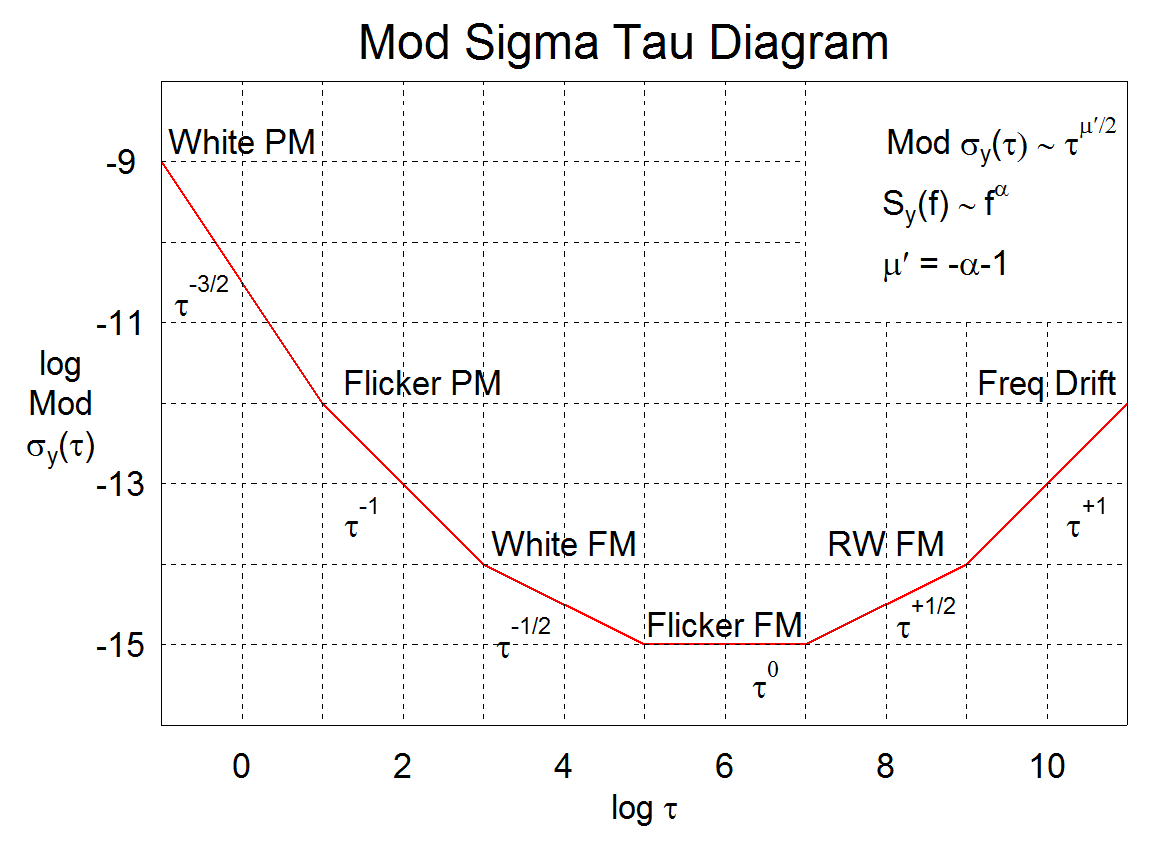 Mod Sigma Tau Diagram
White PM
Mod σy(τ) ~ τ^μ′/2
-9
Sy(f) ~ f^α
μ′ = -α-1
τ^-3/2
-11
log
Mod
σy(τ)
Flicker PM
Freq Drift
-13
τ^-1
τ^+1
White FM
RW FM
τ^-1/2
Flicker FM
τ^+1/2
-15
τ^0
0 2 4 6 8 10
log τ